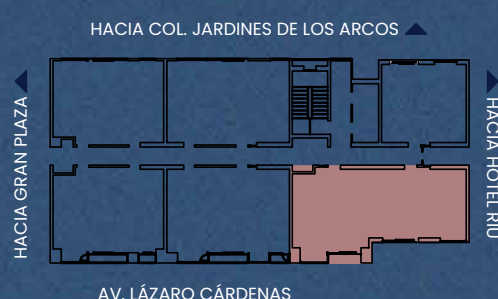 HACIA COL. JARDINES DE LOS ARCOS
HACIA GRAN PLAZA
HACIA HOTEL RIU
AV. LÁZARO CÁRDENAS